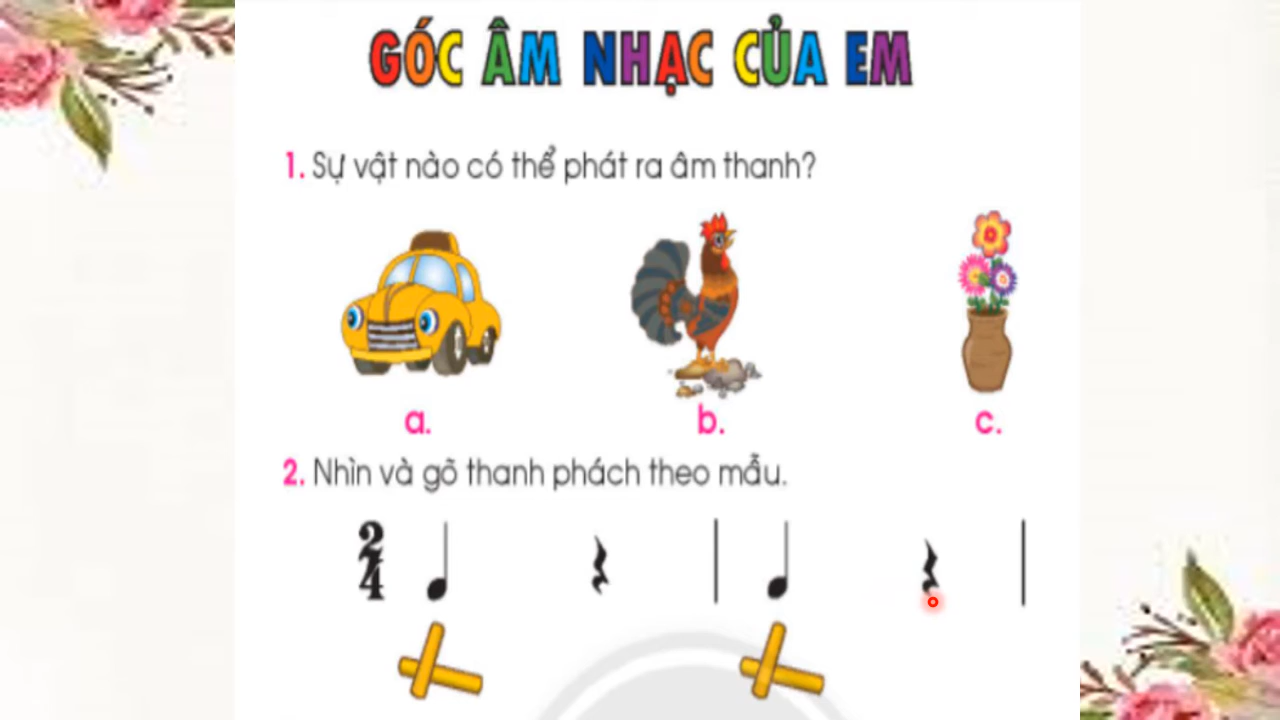 GÓC ÂM NHẠC CỦA EM
1. Sự vật nào có thể phát ra âm thanh?
a. b. c.
2. Nhìn và gõ thanh phách theo mẫu.
2
4